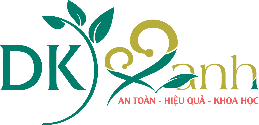 DK Xanh
AN TOÀN - HIỆU QUẢ - KHOA HỌC